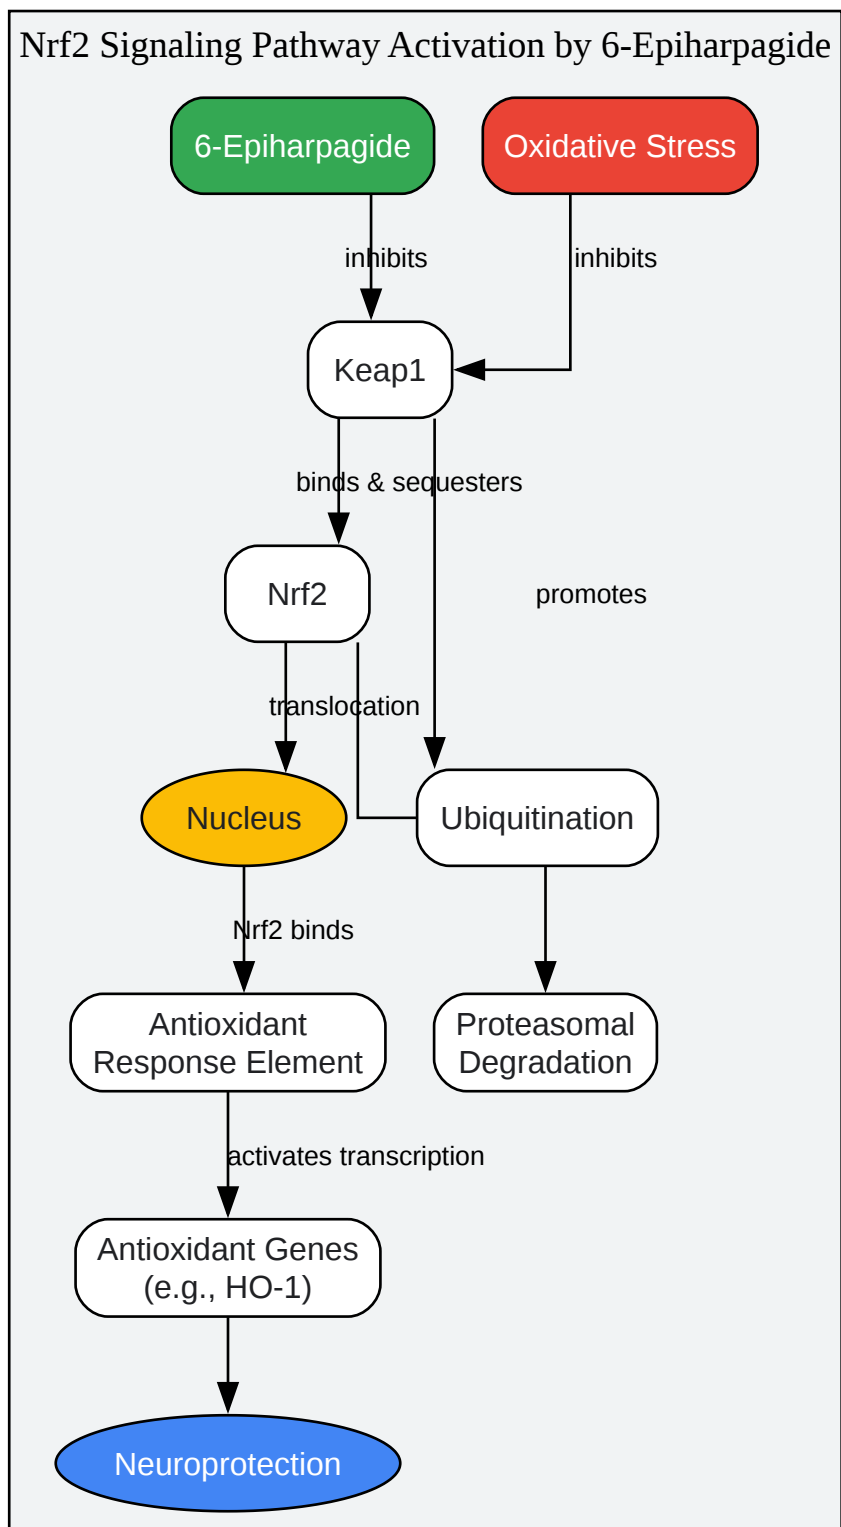 Nrf2 Signaling Pathway Activation by 6-Epiharpagide
6-Epiharpagide
Oxidative Stress
inhibits
inhibits
Keap1
binds & sequesters
Nrf2
promotes
translocation
Nucleus
Ubiquitination
Nrf2 binds
Antioxidant
Response Element
Proteasomal
Degradation
activates transcription
Antioxidant Genes
(e.g., HO-1)
Neuroprotection